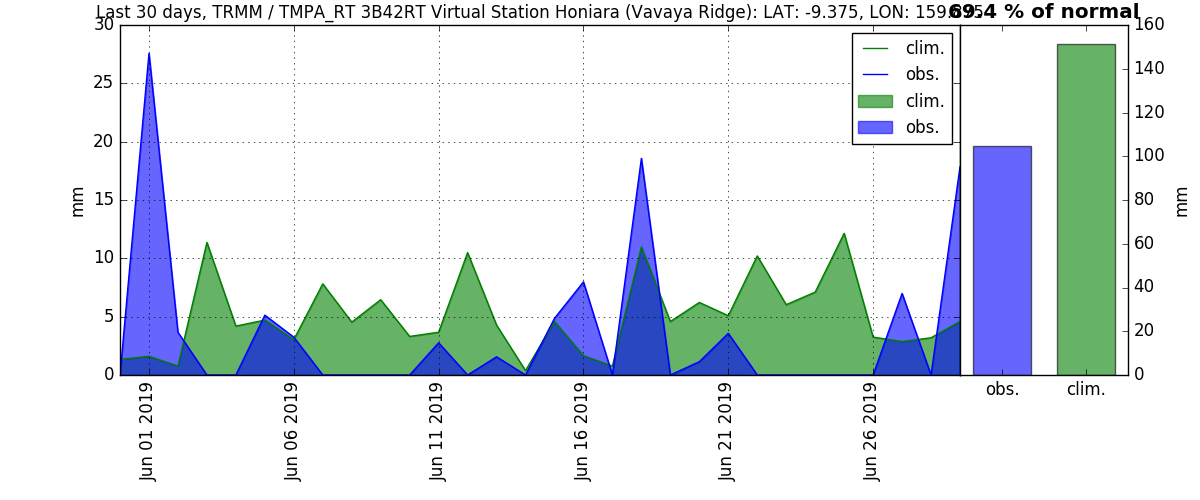 Last 30 days, TRMM / TMPA_RT 3B42RT Virtual Station Honiara (Vavaya Ridge): LAT: -9.375, LON:
69.4 % of normal
30
25
20
15
10
5
0
mm
clim.
obs.
clim.
obs.
160
140
120
100
80
60
40
20
0
mm
Jun 01 2019
Jun 06 2019
Jun 11 2019
Jun 16 2019
Jun 21 2019
Jun 26 2019
obs.
clim.